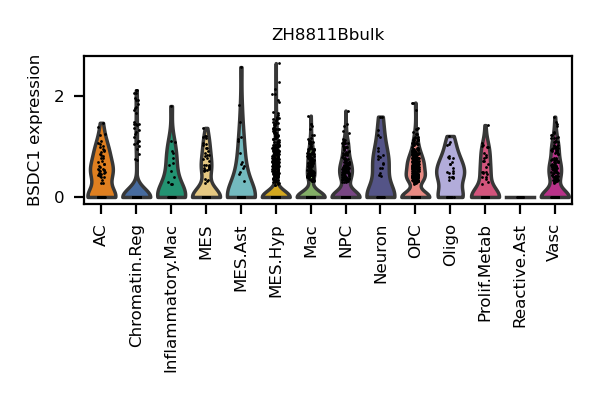 ZH8811Bbulk
BSDC1 expression
2
0
AC
Chromatin.Reg
Inflammatory.Mac
MES
MES.Ast
MES.Hyp
Mac
NPC
Neuron
OPC
Oligo
Prolif.Metab
Reactive.Ast
Vasc